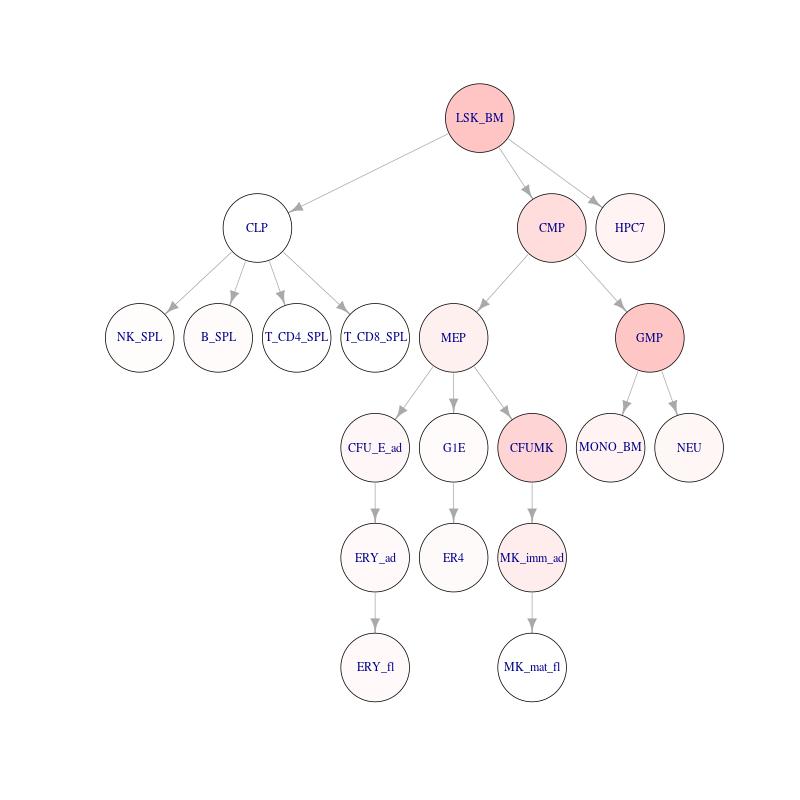 LSK_BM
CLP
CMP
HPC7
NK_SPL
B_SPL
T_CD4_SPL
T_CD8_SPL
MEP
GMP
CFU_E_ad
G1E
CFUMK
MONO_BM
NEU
ERY_ad
ER4
MK_imm_ad
ERY_fl
MK_mat_fl